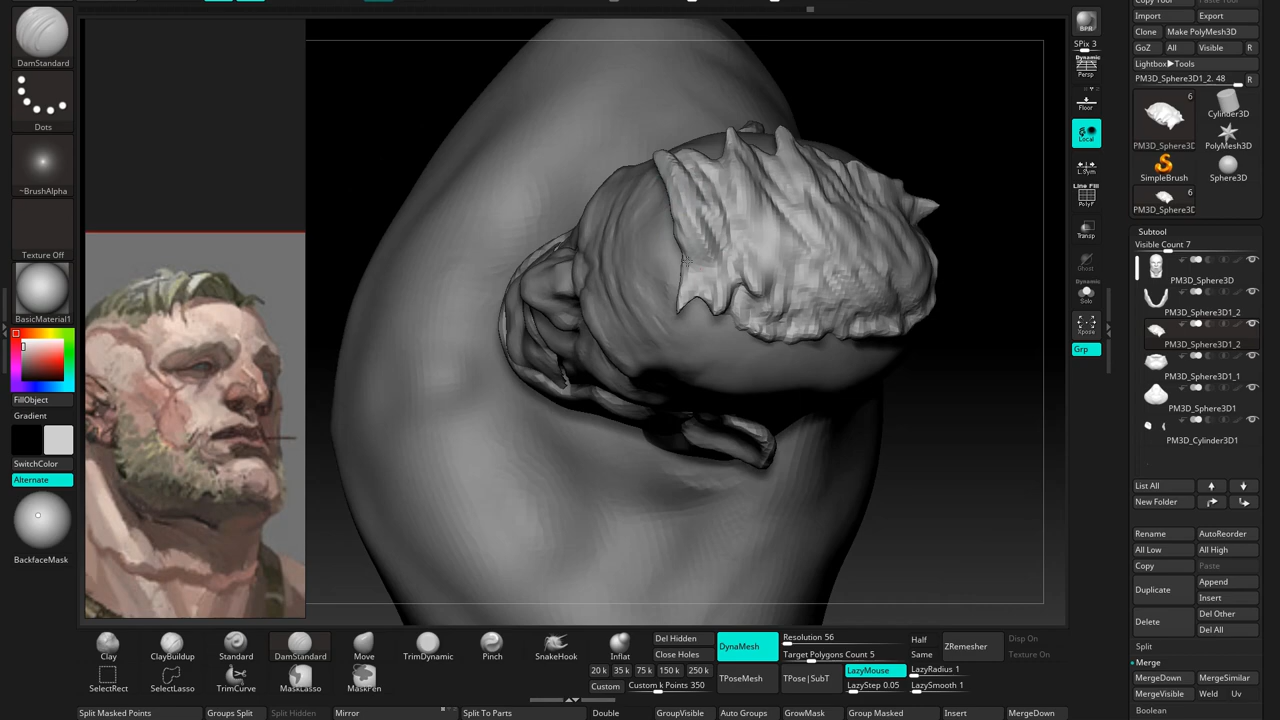 DamStandard
Dots
~BrushAlpha
Texture Off
BasicMaterial1
FillObject
Gradient
SwitchColor
Alternate
BackfaceMask
BPR
SPix 3
Dynamic
Persp
Floor
Local
L.Sym
Line Fill
PolyF
Transp
Ghost
Dynamic
Solo
Xpose
Grp
Copy Tool
Import Export
Clone Make PolyMesh3D
GoZ All Visible R
Lightbox▶Tools
PM3D_Sphere3D1_2. 48 R
6
PM3D_Sphere3D
Cylinder3D
PolyMesh3D
SimpleBrush
Sphere3D
6
PM3D_Sphere3D
Subtool
Visible Count 7
PM3D_Sphere3D
PM3D_Sphere3D1_2
PM3D_Sphere3D1_2
PM3D_Sphere3D1_1
PM3D_Sphere3D1
PM3D_Cylinder3D1
List All
New Folder
Rename AutoReorder
All Low All High
Copy Paste
Duplicate Append
Insert
Delete Del Other
Del All
Split
Merge
MergeDown MergeSimilar
MergeVisible Weld Uv
Boolean
Clay ClayBuildup Standard DamStandard Move TrimDynamic Pinch SnakeHook Inflat
SelectRect SelectLasso TrimCurve MaskLasso MaskPen
Del Hidden
Close Holes
20 k 35 k 75 k 150 k 250 k
Custom Custom k Points 350
DynaMesh
Resolution 56
Target Polygons Count 5
Half
Same
ZRemesher
Disp On
Texture On
TPoseMesh
TPose|SubT
LazyMouse
LazyStep 0.05
LazyRadius 1
LazySmooth 1
Split Masked Points Groups Split Split Hidden Mirror Split To Parts Double GroupVisible Auto Groups GrowMask Group Masked Insert MergeDown